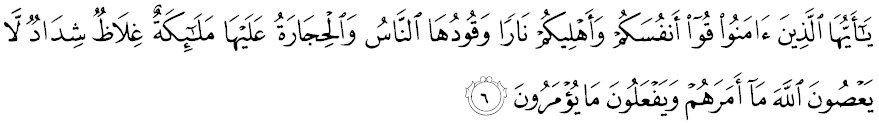 يَٰٓأَيُّهَا ٱلَّذِينَ ءَامَنُوا۟ قُوٓا۟ أَنفُسَكُمْ وَأَهْلِيكُمْ نَارًا وَقُودُهَا ٱلنَّاسُ وَٱلْحِجَارَةُ عَلَيْهَا مَلَٰٓئِكَةٌ غِلَاظٌ شِدَادٌ لَّا
يَعْصُونَ ٱللَّهَ مَآ أَمَرَهُمْ وَيَفْعَلُونَ مَا يُؤْمَرُونَ ٦